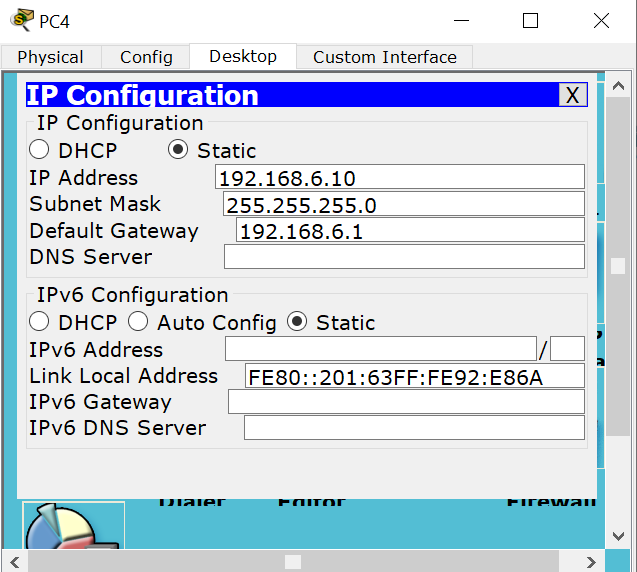 PC4
Physical Config Desktop Custom Interface
IP Configuration X
IP Configuration
DHCP Static
IP Address 192.168.6.10
Subnet Mask 255.255.255.0
Default Gateway 192.168.6.1
DNS Server
IPv6 Configuration
DHCP Auto Config Static
IPv6 Address /
Link Local Address FE80::201:63FF:FE92:E86A
IPv6 Gateway
IPv6 DNS Server
Dialer Editor Firewall